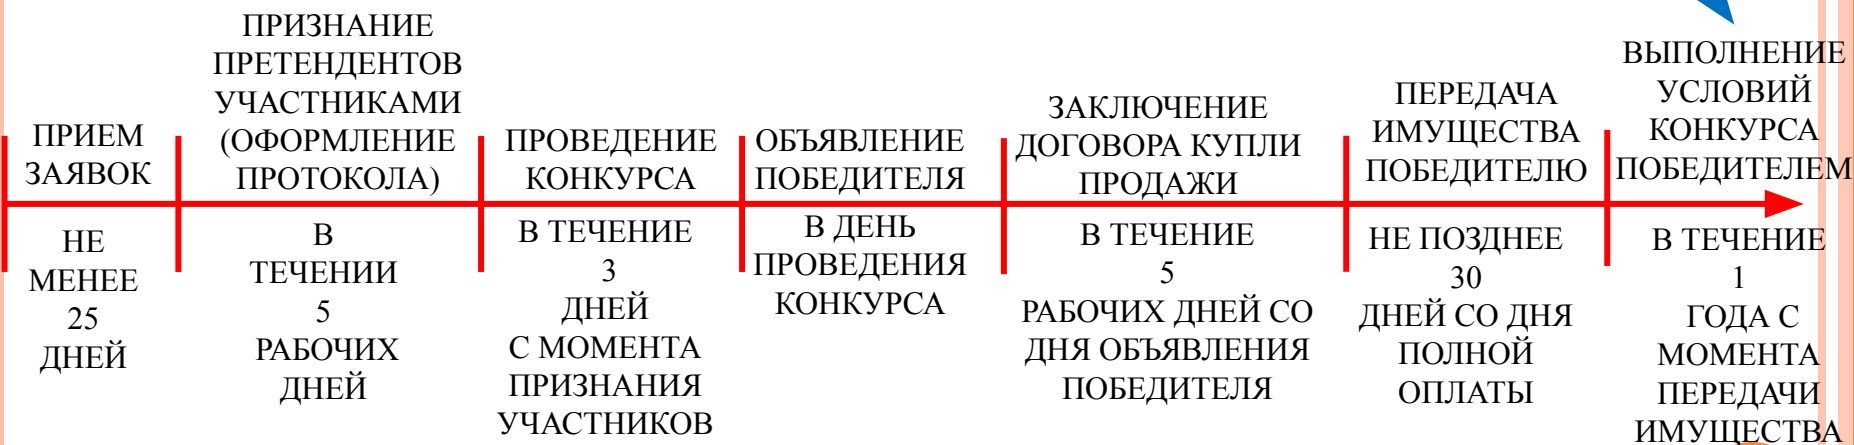 ПРИЕМ
ЗАЯВОК
НЕ
МЕНЕЕ
25
ДНЕЙ
ПРИЗНАНИЕ
ПРЕТЕНДЕНТОВ
УЧАСТНИКАМИ
(ОФОРМЛЕНИЕ
ПРОТОКОЛА)
В
ТЕЧЕНИИ
5
РАБОЧИХ
ДНЕЙ
ПРОВЕДЕНИЕ
КОНКУРСА
В ТЕЧЕНИЕ
3
ДНЕЙ
С МОМЕНТА
ПРИЗНАНИЯ
УЧАСТНИКОВ
ОБЪЯВЛЕНИЕ
ПОБЕДИТЕЛЯ
В ДЕНЬ
ПРОВЕДЕНИЯ
КОНКУРСА
ЗАКЛЮЧЕНИЕ
ДОГОВОРА КУПЛИ
ПРОДАЖИ
В ТЕЧЕНИЕ
5
РАБОЧИХ ДНЕЙ СО
ДНЯ ОБЪЯВЛЕНИЯ
ПОБЕДИТЕЛЯ
ПЕРЕДАЧА
ИМУЩЕСТВА
ПОБЕДИТЕЛЮ
НЕ ПОЗДНЕЕ
30
ДНЕЙ СО ДНЯ
ПОЛНОЙ
ОПЛАТЫ
ВЫПОЛНЕНИЕ
УСЛОВИЙ
КОНКУРСА
ПОБЕДИТЕЛЕМ
В ТЕЧЕНИЕ
1
ГОДА С
МОМЕНТА
ПЕРЕДАЧИ
ИМУЩЕСТВА